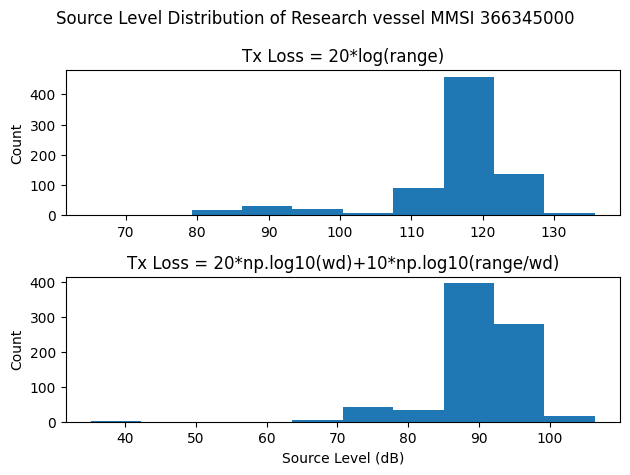 Source Level Distribution of Research vessel MMSI 366345000
Tx Loss = 20*log(range)
400
300
200
100
0
Count
70 80 90 100 110 120 130
Tx Loss = 20*np.log10(wd)+10*np.log10(range/wd)
400
300
200
100
0
Count
40 50 60 70 80 90 100
Source Level (dB)